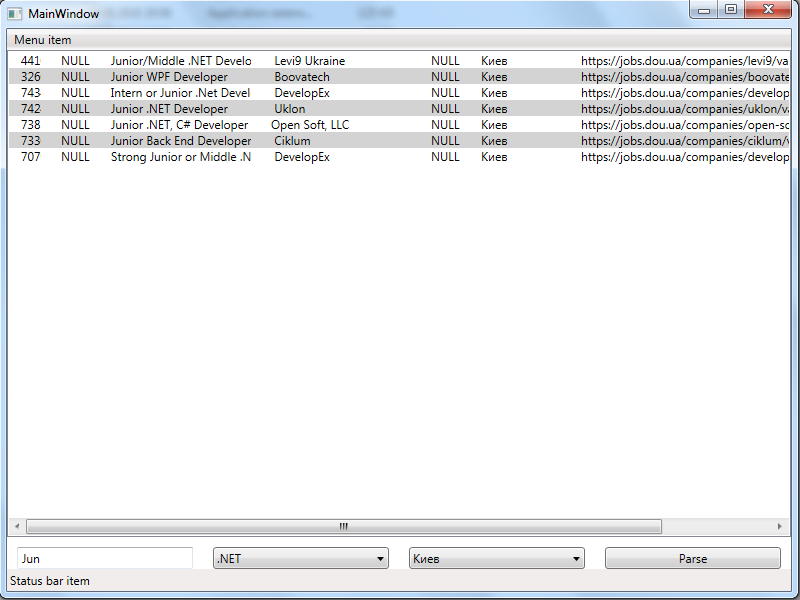 MainWindow
Menu item
441 NULL Junior/Middle .NET Develo Levi9 Ukraine NULL Киев https://jobs.dou.ua/companies/levi9/va
326 NULL Junior WPF Developer Boovatech NULL Киев https://jobs.dou.ua/companies/boovate
743 NULL Intern or Junior .Net Devel DevelopEx NULL Киев https://jobs.dou.ua/companies/develop
742 NULL Junior .NET Developer Uklon NULL Киев https://jobs.dou.ua/companies/uklon/va
738 NULL Junior .NET, C# Developer Open Soft, LLC NULL Киев https://jobs.dou.ua/companies/open-so
733 NULL Junior Back End Developer Ciklum NULL Киев https://jobs.dou.ua/companies/ciklum/v
707 NULL Strong Junior or Middle .N DevelopEx NULL Киев https://jobs.dou.ua/companies/develop
Jun .NET Киев Parse
Status bar item